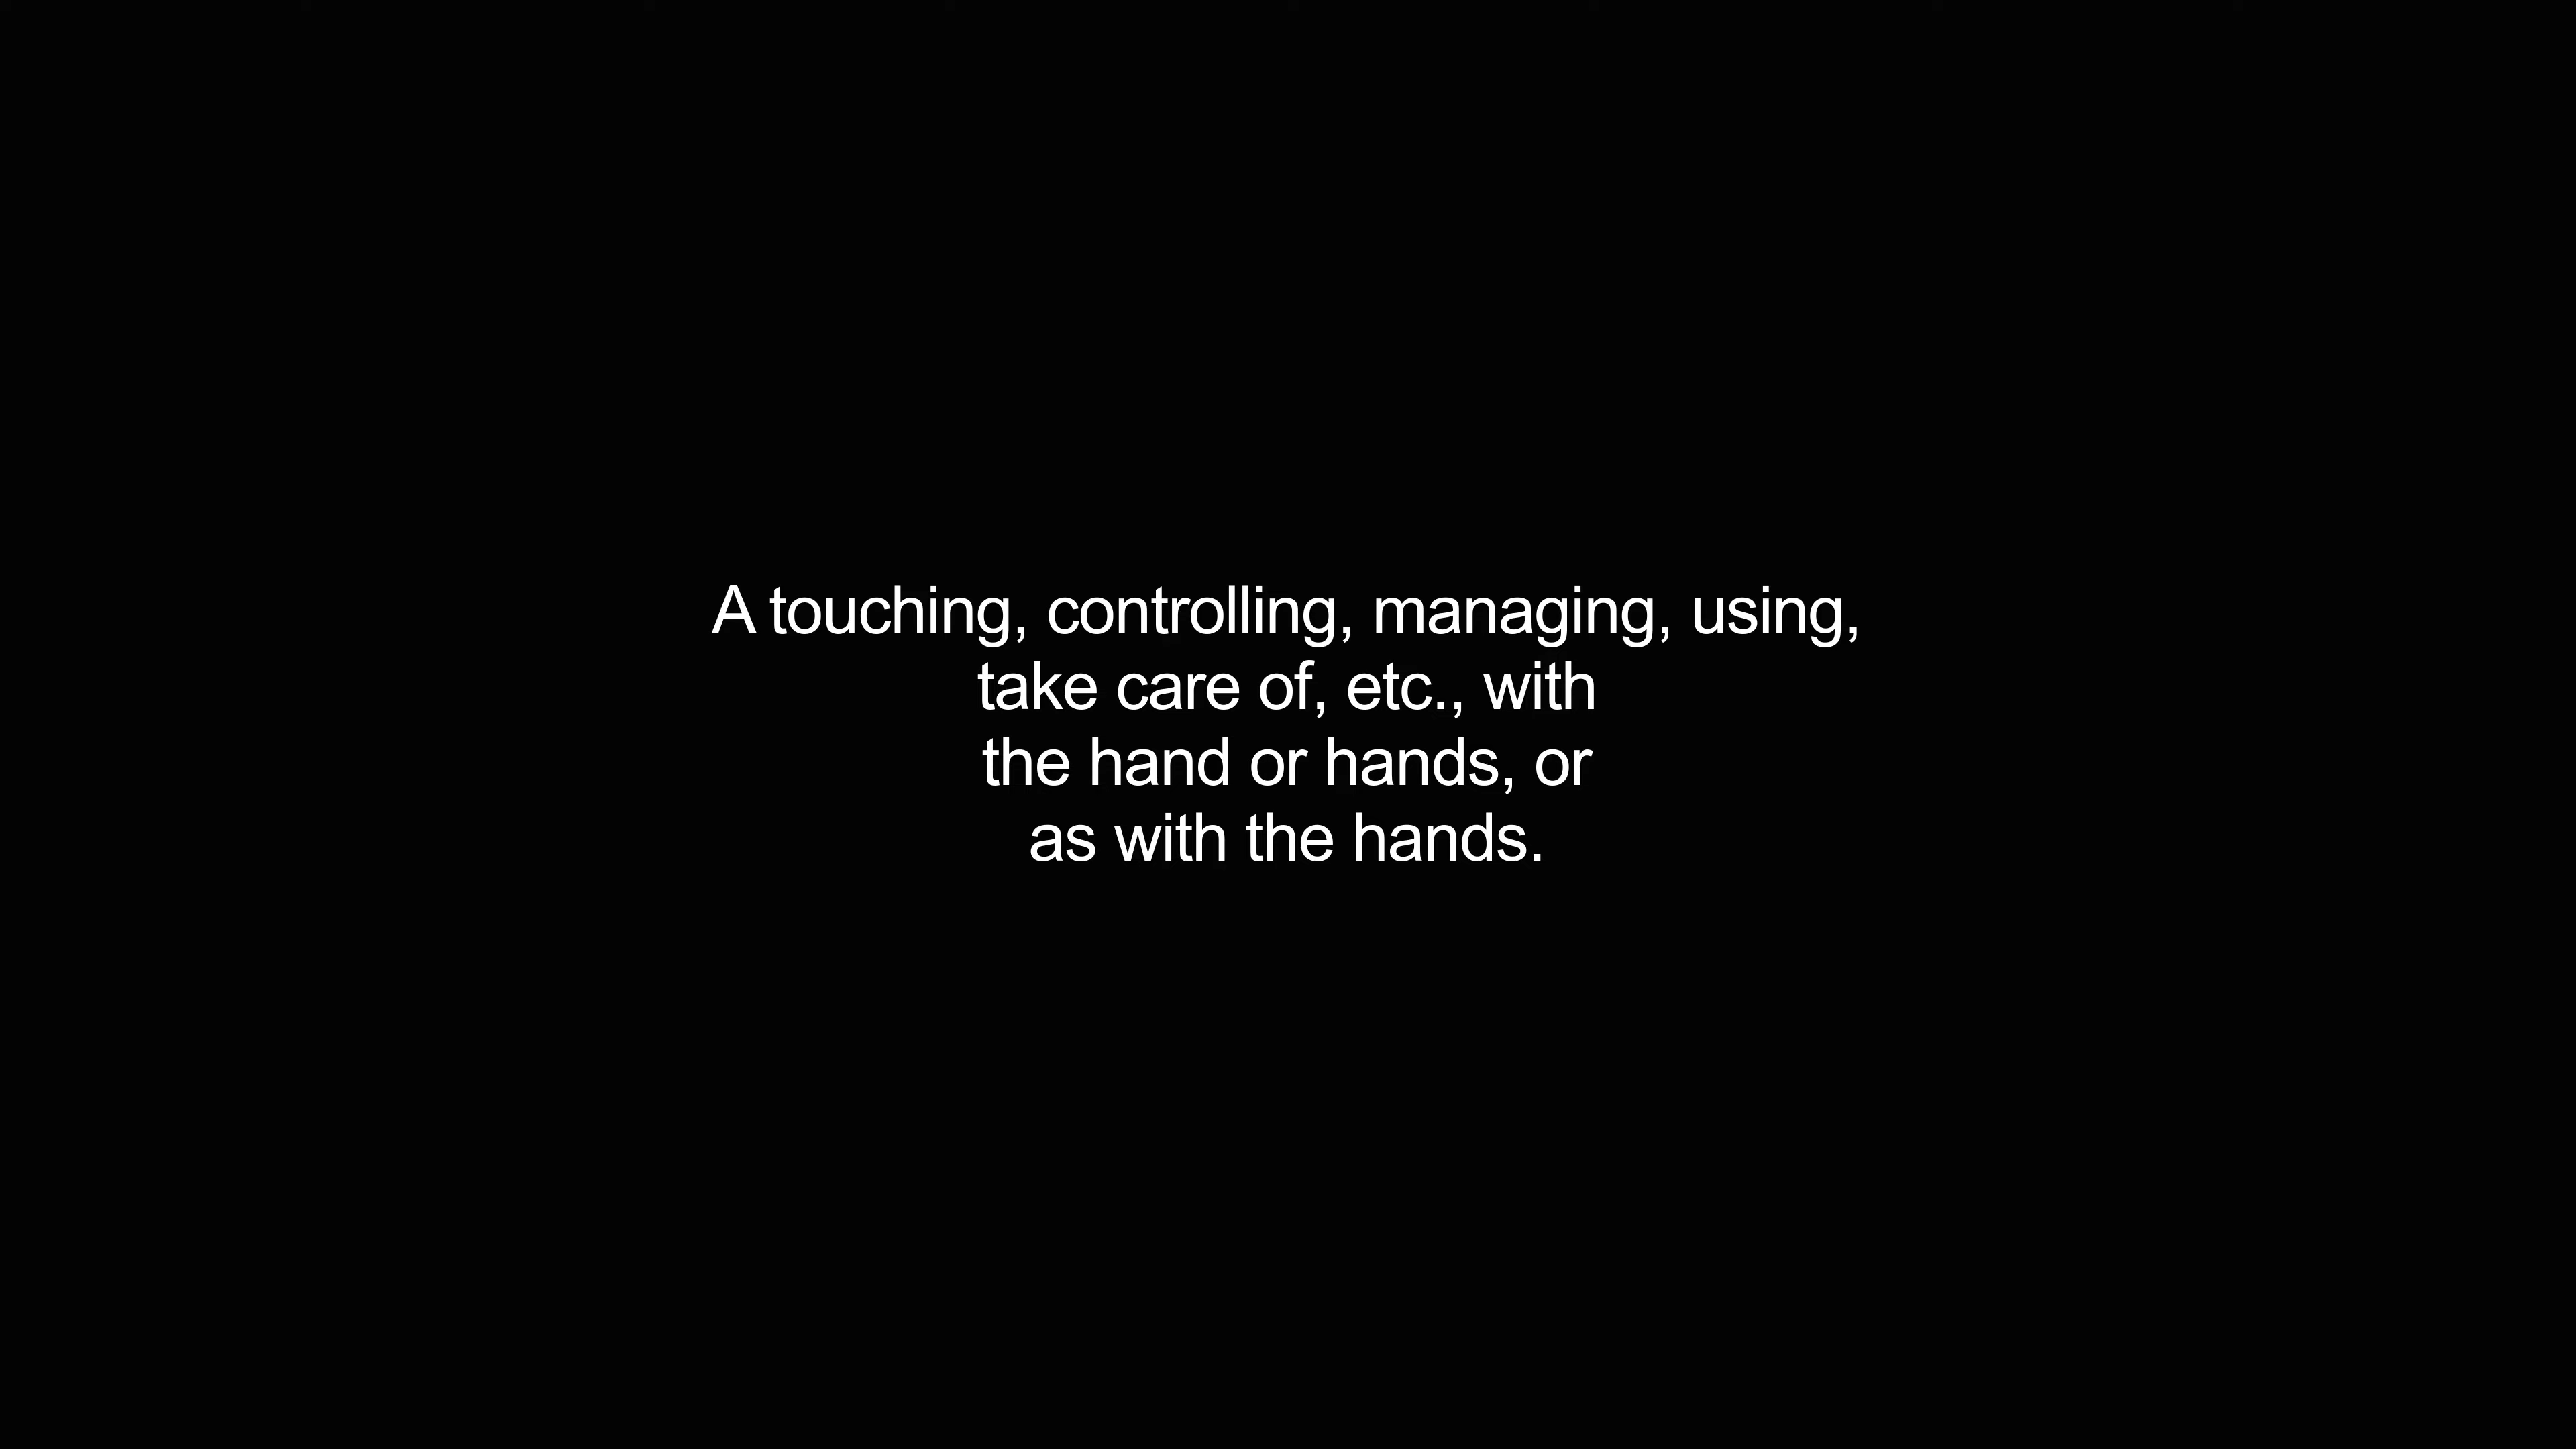 A touching, controlling, managing, using,
take care of, etc., with
the hand or hands, or
as with the hands.